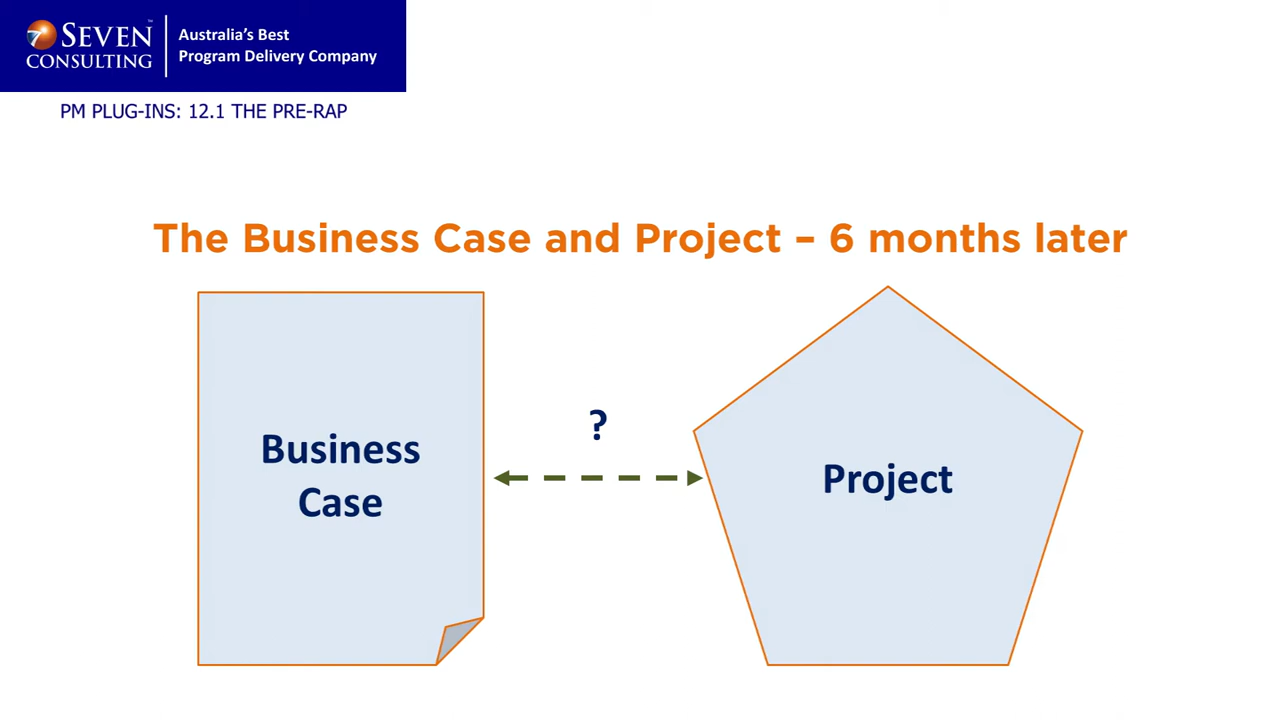 SEVEN
CONSULTING
Australia's Best
Program Delivery Company
PM PLUG-INS: 12.1 THE PRE-RAP
The Business Case and Project – 6 months later
Business
Case
?
Project